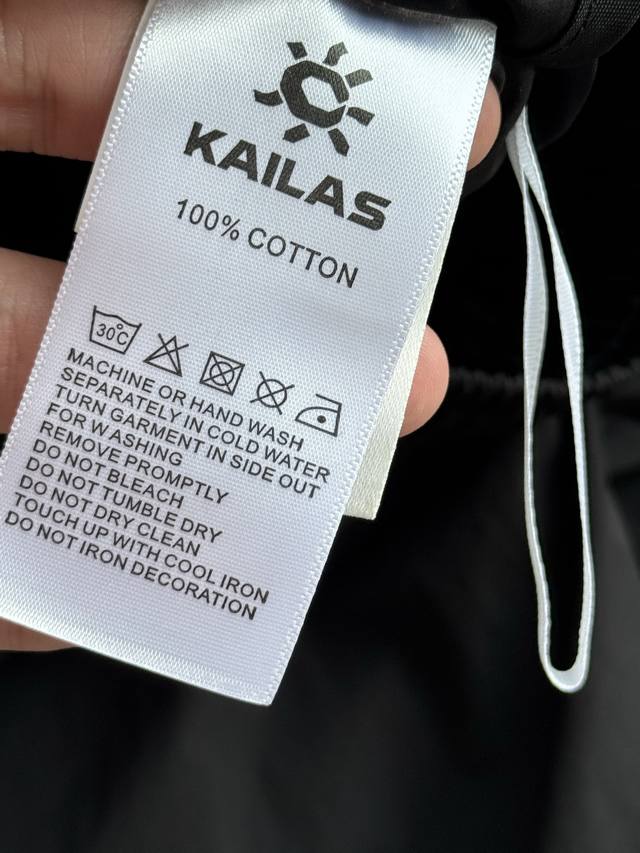 KAILAS
100% COTTON
30°C
MACHINE OR HAND WASH
SEPARATELY IN COLD WATER
TURN GARMENT IN SIDE OUT
FOR WASHING
REMOVE PROMPTLY
DO NOT BLEACH
DO NOT TUMBLE DRY
DO NOT DRY CLEAN
TOUCH UP WITH COOL IRON
DO NOT IRON DECORATION